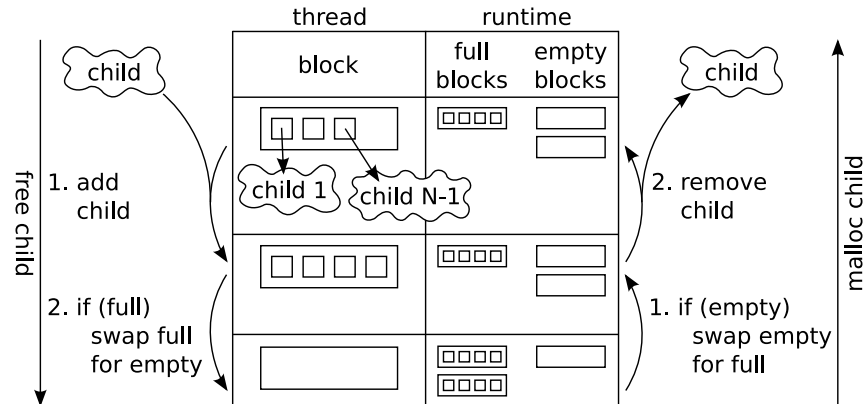 thread
runtime
block
full
blocks
empty
blocks
child
child
child 1
child N-1
free child
1. add
child
2. if (full)
swap full
for empty
2. remove
child
1. if (empty)
swap empty
for full
malloc child